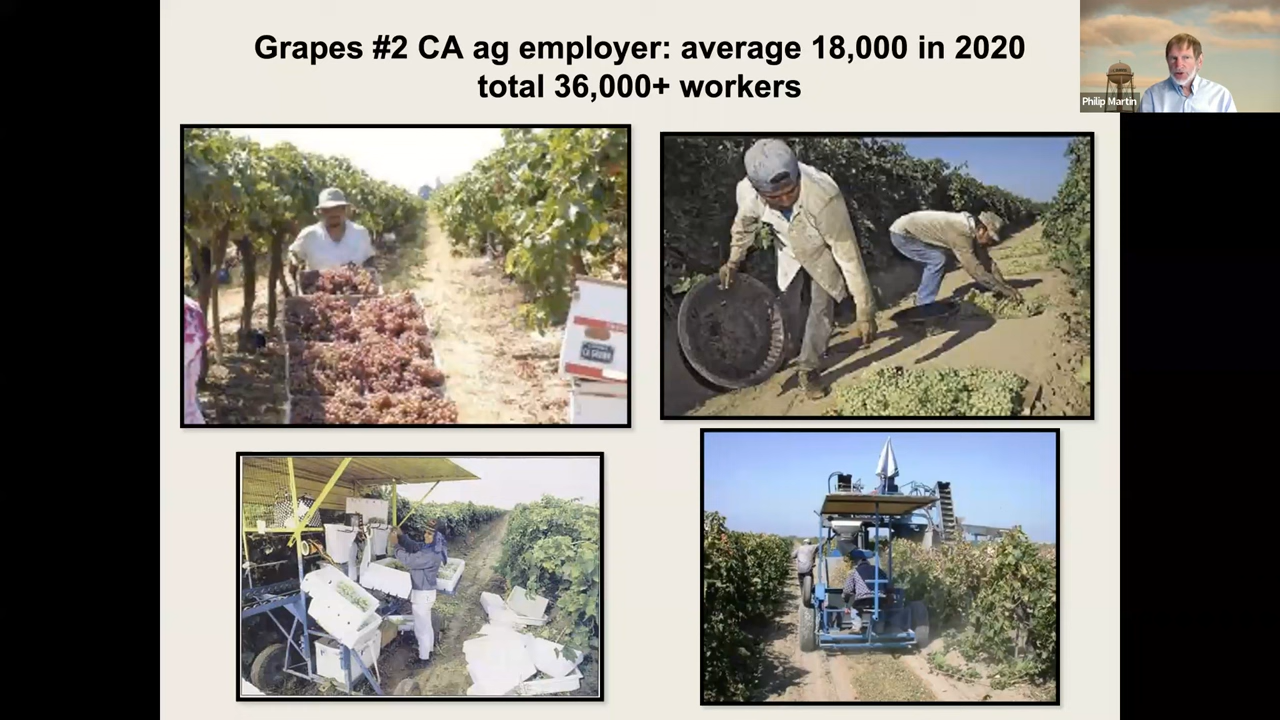 Grapes #2 CA ag employer: average 18,000 in 2020
total 36,000+ workers
Philip Martin